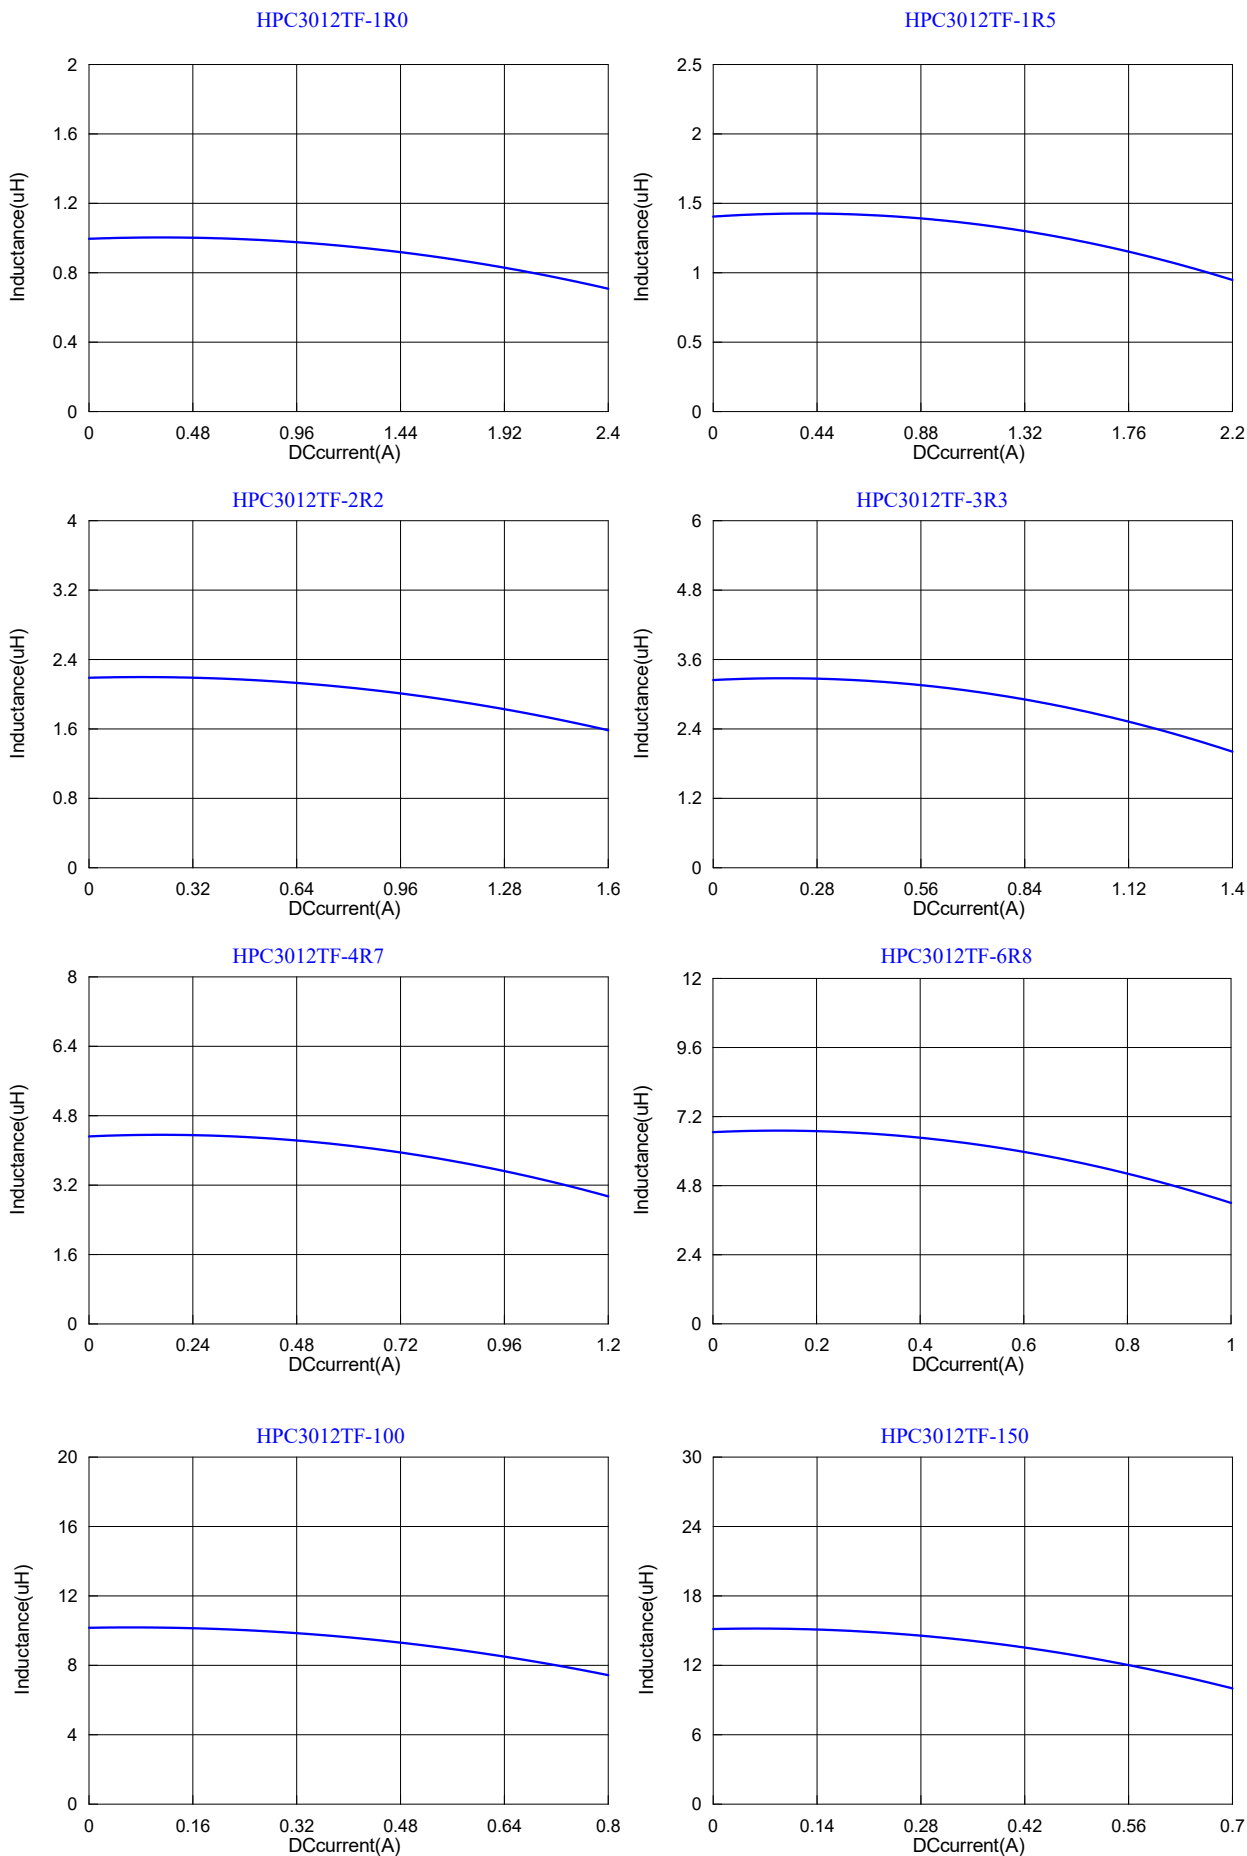 HPC3012TF-1R0
2
1.6
1.2
0.8
0.4
0
Inductance(uH)
0 0.48 0.96 1.44 1.92 2.4
DCcurrent(A)
HPC3012TF-1R5
2.5
2
1.5
1
0.5
0
Inductance(uH)
0 0.44 0.88 1.32 1.76 2.2
DCcurrent(A)
HPC3012TF-2R2
4
3.2
2.4
1.6
0.8
0
Inductance(uH)
0 0.32 0.64 0.96 1.28 1.6
DCcurrent(A)
HPC3012TF-3R3
6
4.8
3.6
2.4
1.2
0
Inductance(uH)
0 0.28 0.56 0.84 1.12 1.4
DCcurrent(A)
HPC3012TF-4R7
8
6.4
4.8
3.2
1.6
0
Inductance(uH)
0 0.24 0.48 0.72 0.96 1.2
DCcurrent(A)
HPC3012TF-6R8
12
9.6
7.2
4.8
2.4
0
Inductance(uH)
0 0.2 0.4 0.6 0.8 1
DCcurrent(A)
HPC3012TF-100
20
16
12
8
4
0
Inductance(uH)
0 0.16 0.32 0.48 0.64 0.8
DCcurrent(A)
HPC3012TF-150
30
24
18
12
6
0
Inductance(uH)
0 0.14 0.28 0.42 0.56 0.7
DCcurrent(A)